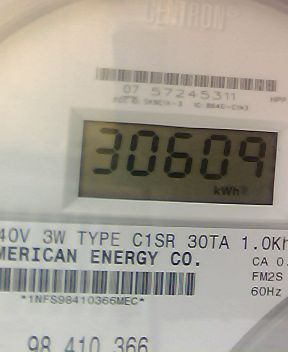 CENTRON®
07 57245311
30609
kWh
40V 3W TYPE C1SR 30TA 1.0Kh
MERICAN ENERGY CO.
CA 0.
FM2S
60Hz
*1NFS98410366MEC*
98 410 366